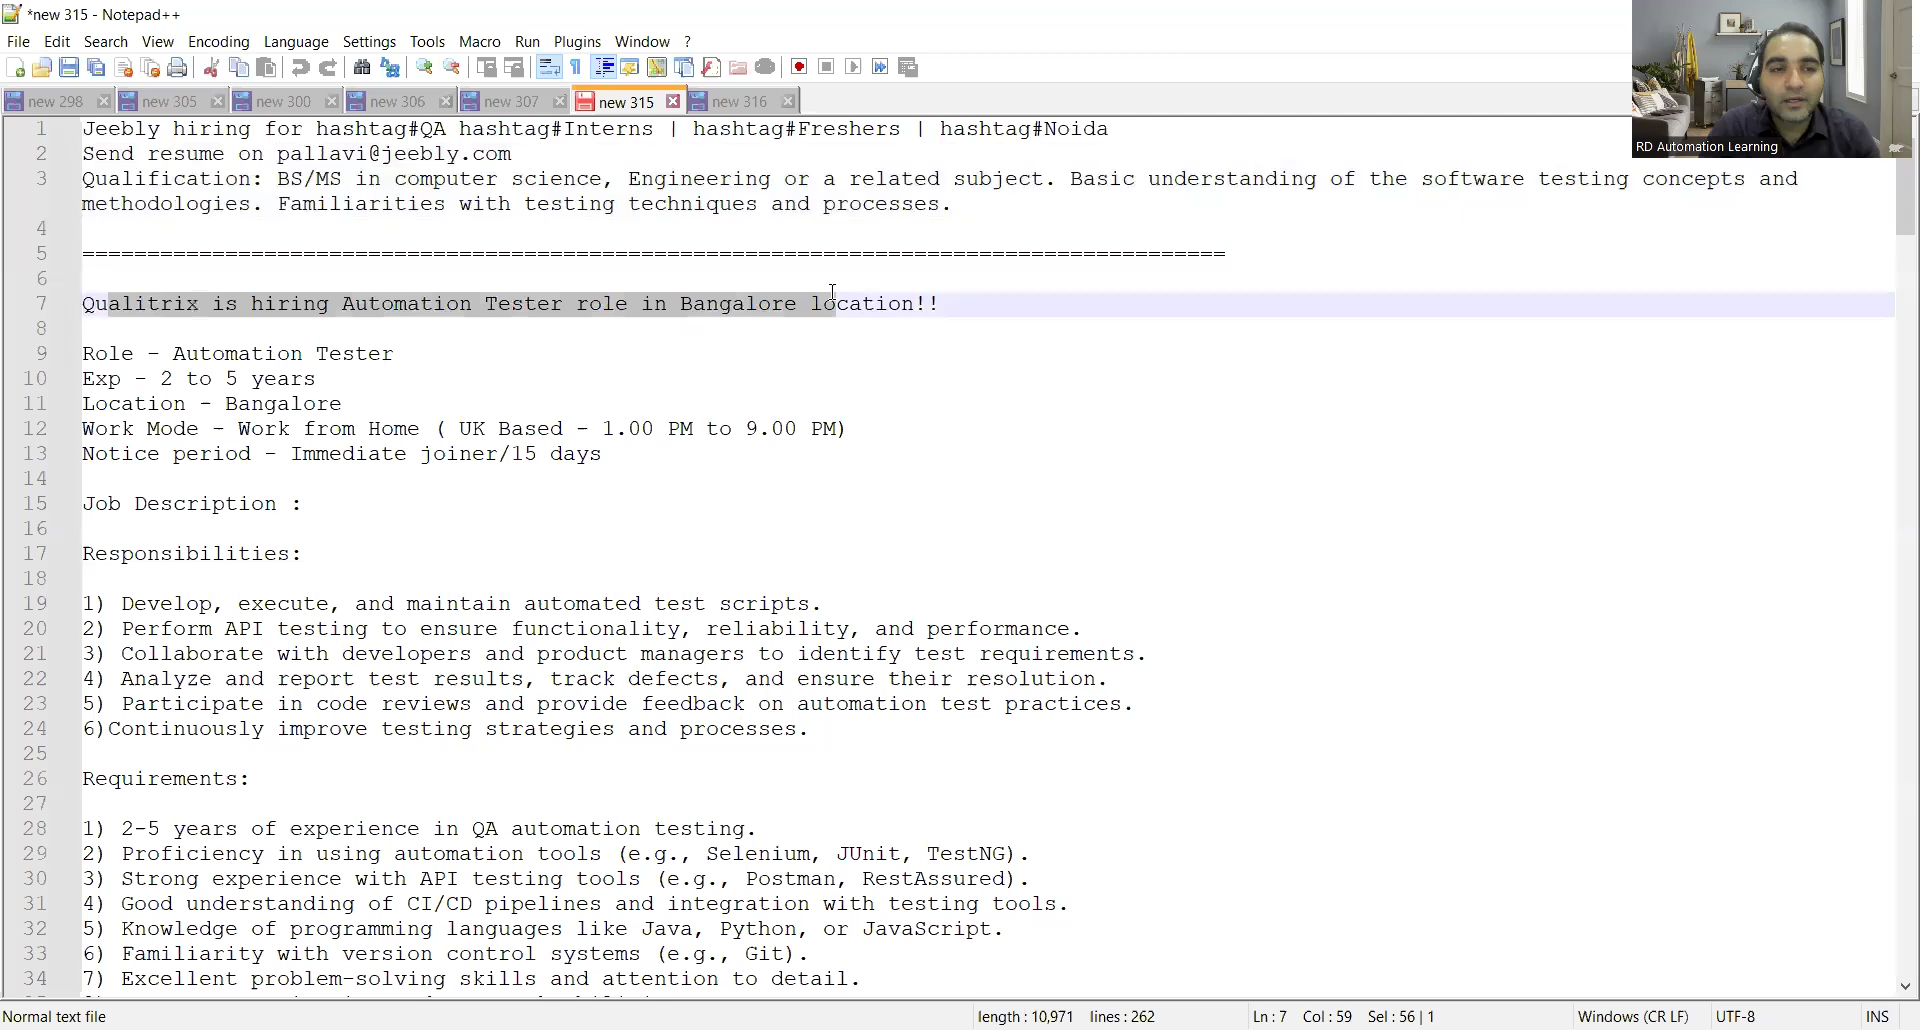 *new 315 - Notepad++
File Edit Search View Encoding Language Settings Tools Macro Run Plugins Window ?
new 298 new 305 new 300 new 306 new 307 new 315 new 316
RD Automation Learning
1 Jeebly hiring for hashtag#QA hashtag#Interns | hashtag#Freshers | hashtag#Noida
2 Send resume on pallavi@jeebly.com
3 Qualification: BS/MS in computer science, Engineering or a related subject. Basic understanding of the software testing concepts and
methodologies. Familiarities with testing techniques and processes.
4
5 ========================================================================================
6
7 Qualitrix is hiring Automation Tester role in Bangalore location!!
8
9 Role - Automation Tester
10 Exp - 2 to 5 years
11 Location - Bangalore
12 Work Mode - Work from Home ( UK Based - 1.00 PM to 9.00 PM)
13 Notice period - Immediate joiner/15 days
14
15 Job Description :
16
17 Responsibilities:
18
19 1) Develop, execute, and maintain automated test scripts.
20 2) Perform API testing to ensure functionality, reliability, and performance.
21 3) Collaborate with developers and product managers to identify test requirements.
22 4) Analyze and report test results, track defects, and ensure their resolution.
23 5) Participate in code reviews and provide feedback on automation test practices.
24 6)Continuously improve testing strategies and processes.
25
26 Requirements:
27
28 1) 2-5 years of experience in QA automation testing.
29 2) Proficiency in using automation tools (e.g., Selenium, JUnit, TestNG).
30 3) Strong experience with API testing tools (e.g., Postman, RestAssured).
31 4) Good understanding of CI/CD pipelines and integration with testing tools.
32 5) Knowledge of programming languages like Java, Python, or JavaScript.
33 6) Familiarity with version control systems (e.g., Git).
34 7) Excellent problem-solving skills and attention to detail.
Normal text file length : 10,971 lines : 262 Ln : 7 Col : 59 Sel : 56 | 1 Windows (CR LF) UTF-8 INS